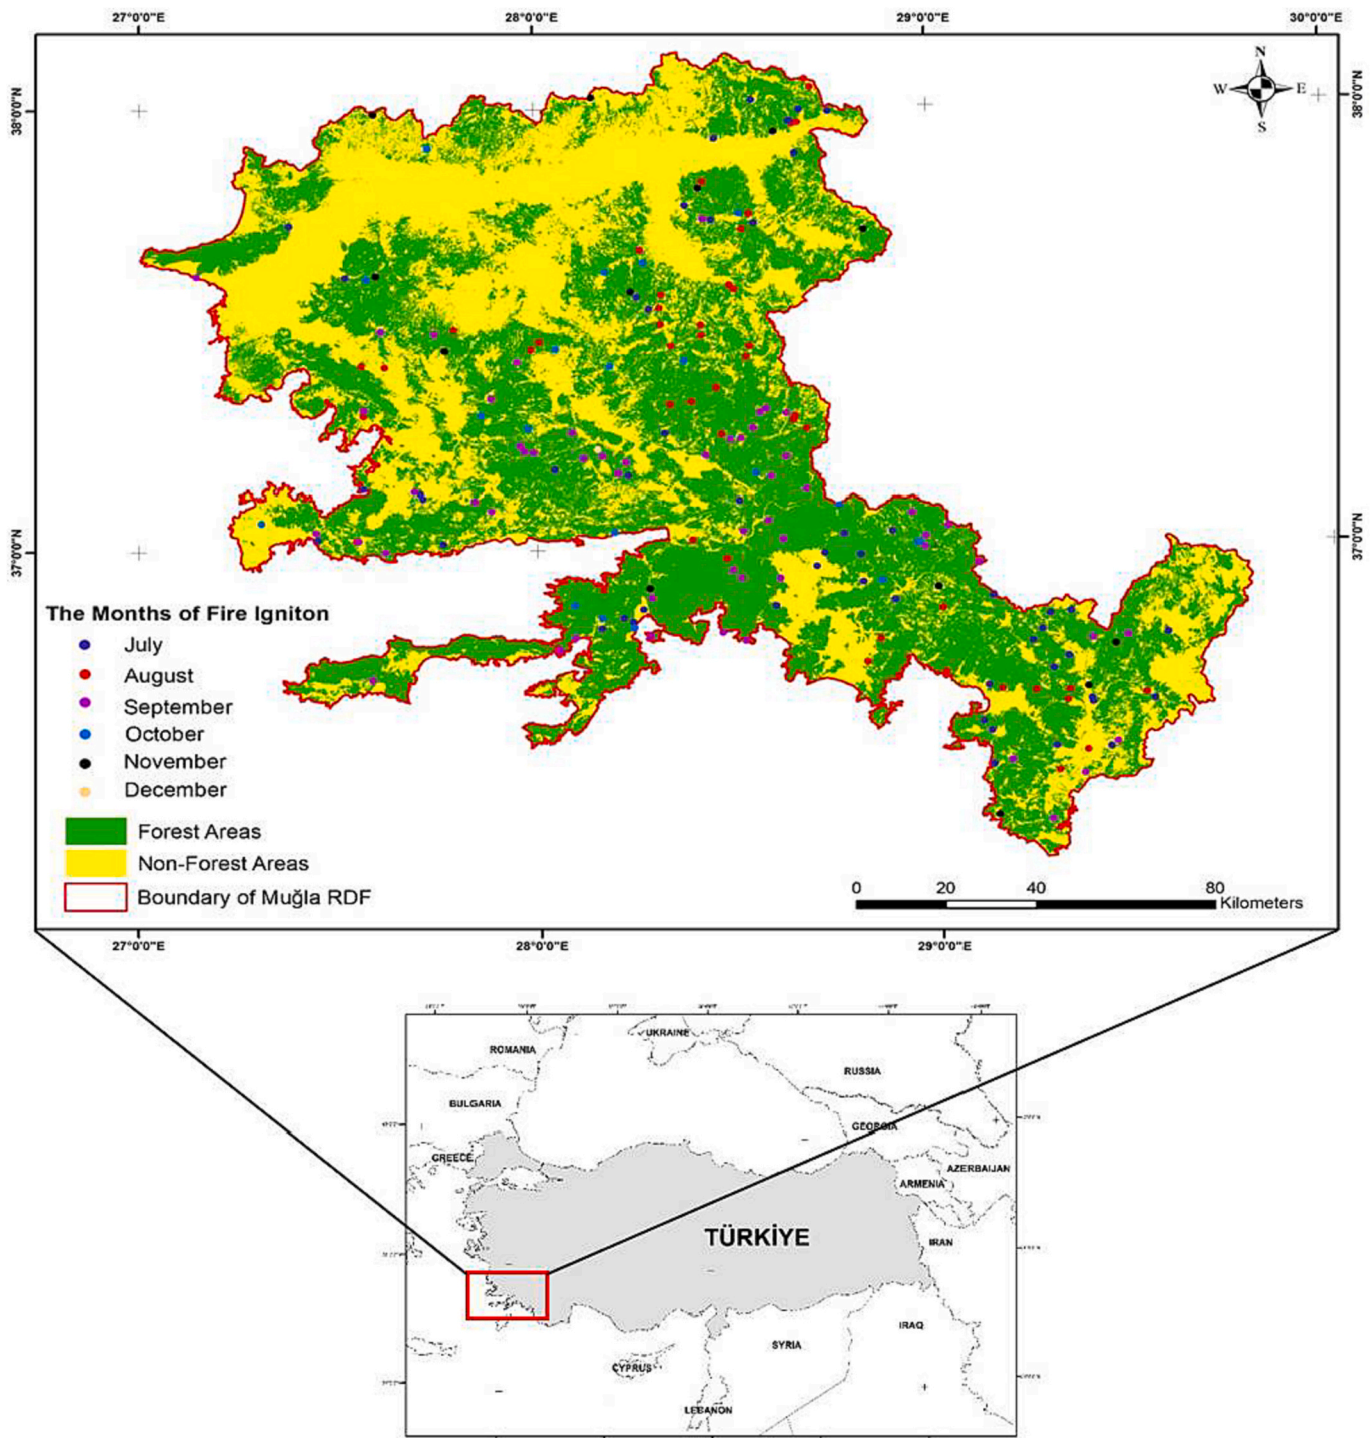 27°0'0"E 28°0'0"E 29°0'0"E 30°0'0"E
38°0'0"N 38°0'0"N
N
W E
S
37°0'0"N 37°0'0"N
The Months of Fire Igniton
July
August
September
October
November
December
Forest Areas
Non-Forest Areas
Boundary of Muğla RDF
0 20 40 80
Kilometers
27°0'0"E 28°0'0"E 29°0'0"E
UKRAINE
ROMANIA
RUSSIA
BULGARIA
GEORGIA
GREECE
AZERBAIJAN
ARMENIA
TÜRKİYE
IRAN
IRAQ
SYRIA
CYPRUS
LEBANON